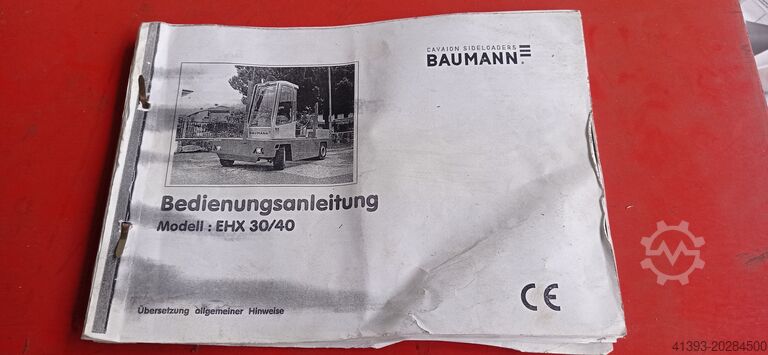 CAVAION SIDELOADERS
BAUMANN
BAUMANN
Bedienungsanleitung
Modell : EHX 30/40
Übersetzung allgemeiner Hinweise
CE
41393-20284500